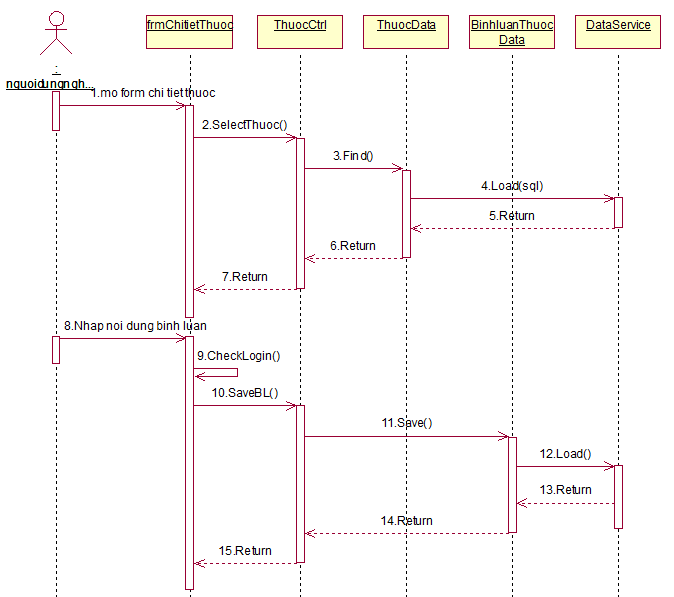 frmChitietThuoc
ThuocCtrl
ThuocData
BinhluanThuoc
Data
DataService
:
nguoidungngh...
1.mo form chi tiet thuoc
2.SelectThuoc()
3.Find()
4.Load(sql)
5.Return
6.Return
7.Return
8.Nhap noi dung binh luan
9.CheckLogin()
10.SaveBL()
11.Save()
12.Load()
13.Return
14.Return
15.Return